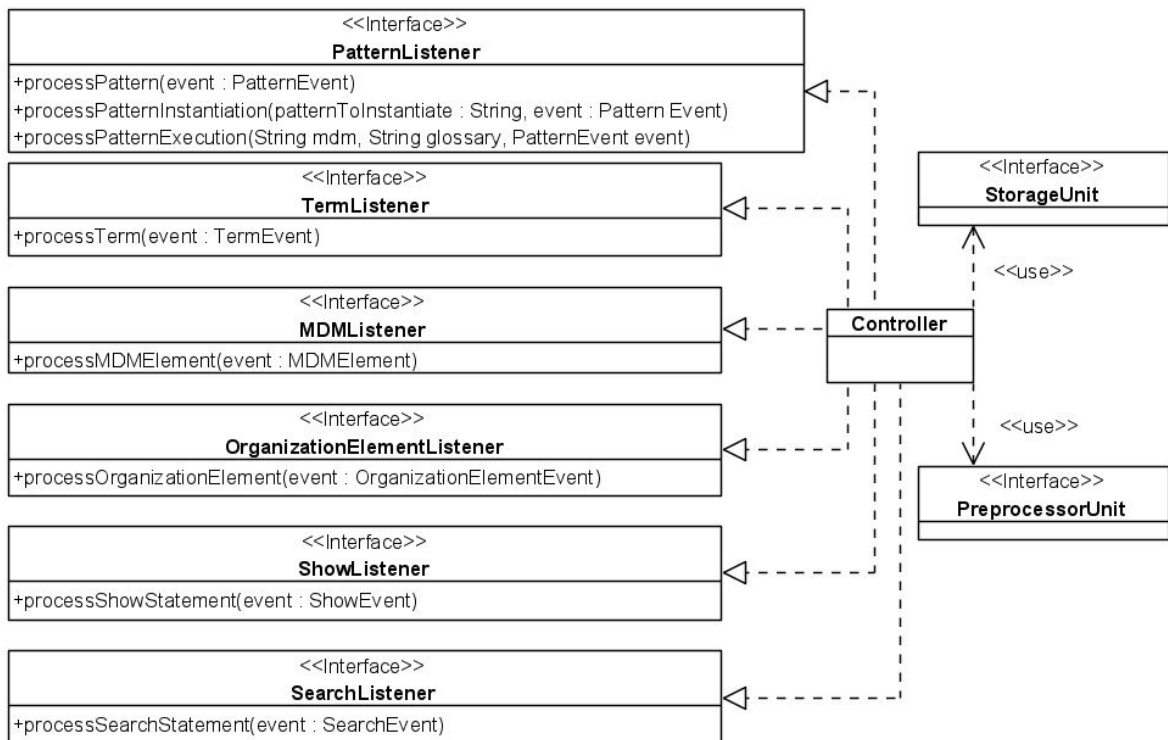 <<Interface>>
PatternListener
+processPattern(event : PatternEvent)
+processPatternInstantiation(patternToInstantiate : String, event : Pattern Event)
+processPatternExecution(String mdm, String glossary, PatternEvent event)
<<Interface>>
TermListener
+processTerm(event : TermEvent)
<<Interface>>
MDMListener
+processMDMElement(event : MDMElement)
<<Interface>>
OrganizationElementListener
+processOrganizationElement(event : OrganizationElementEvent)
<<Interface>>
ShowListener
+processShowStatement(event : ShowEvent)
<<Interface>>
SearchListener
+processSearchStatement(event : SearchEvent)
Controller
<<Interface>>
StorageUnit
<<use>>
<<use>>
<<Interface>>
PreprocessorUnit